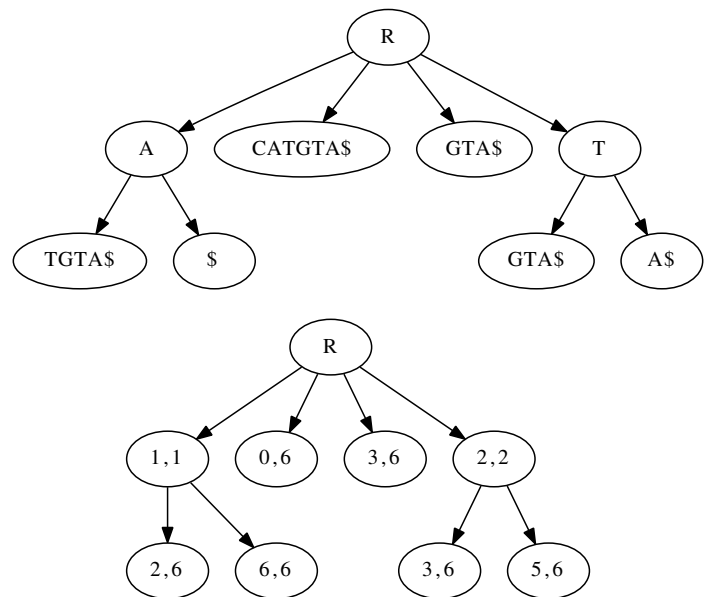 R
A CATGTA$ GTA$ T
TGTA$ $ GTA$ A$
R
1,1 0,6 3,6 2,2
2,6 6,6 3,6 5,6